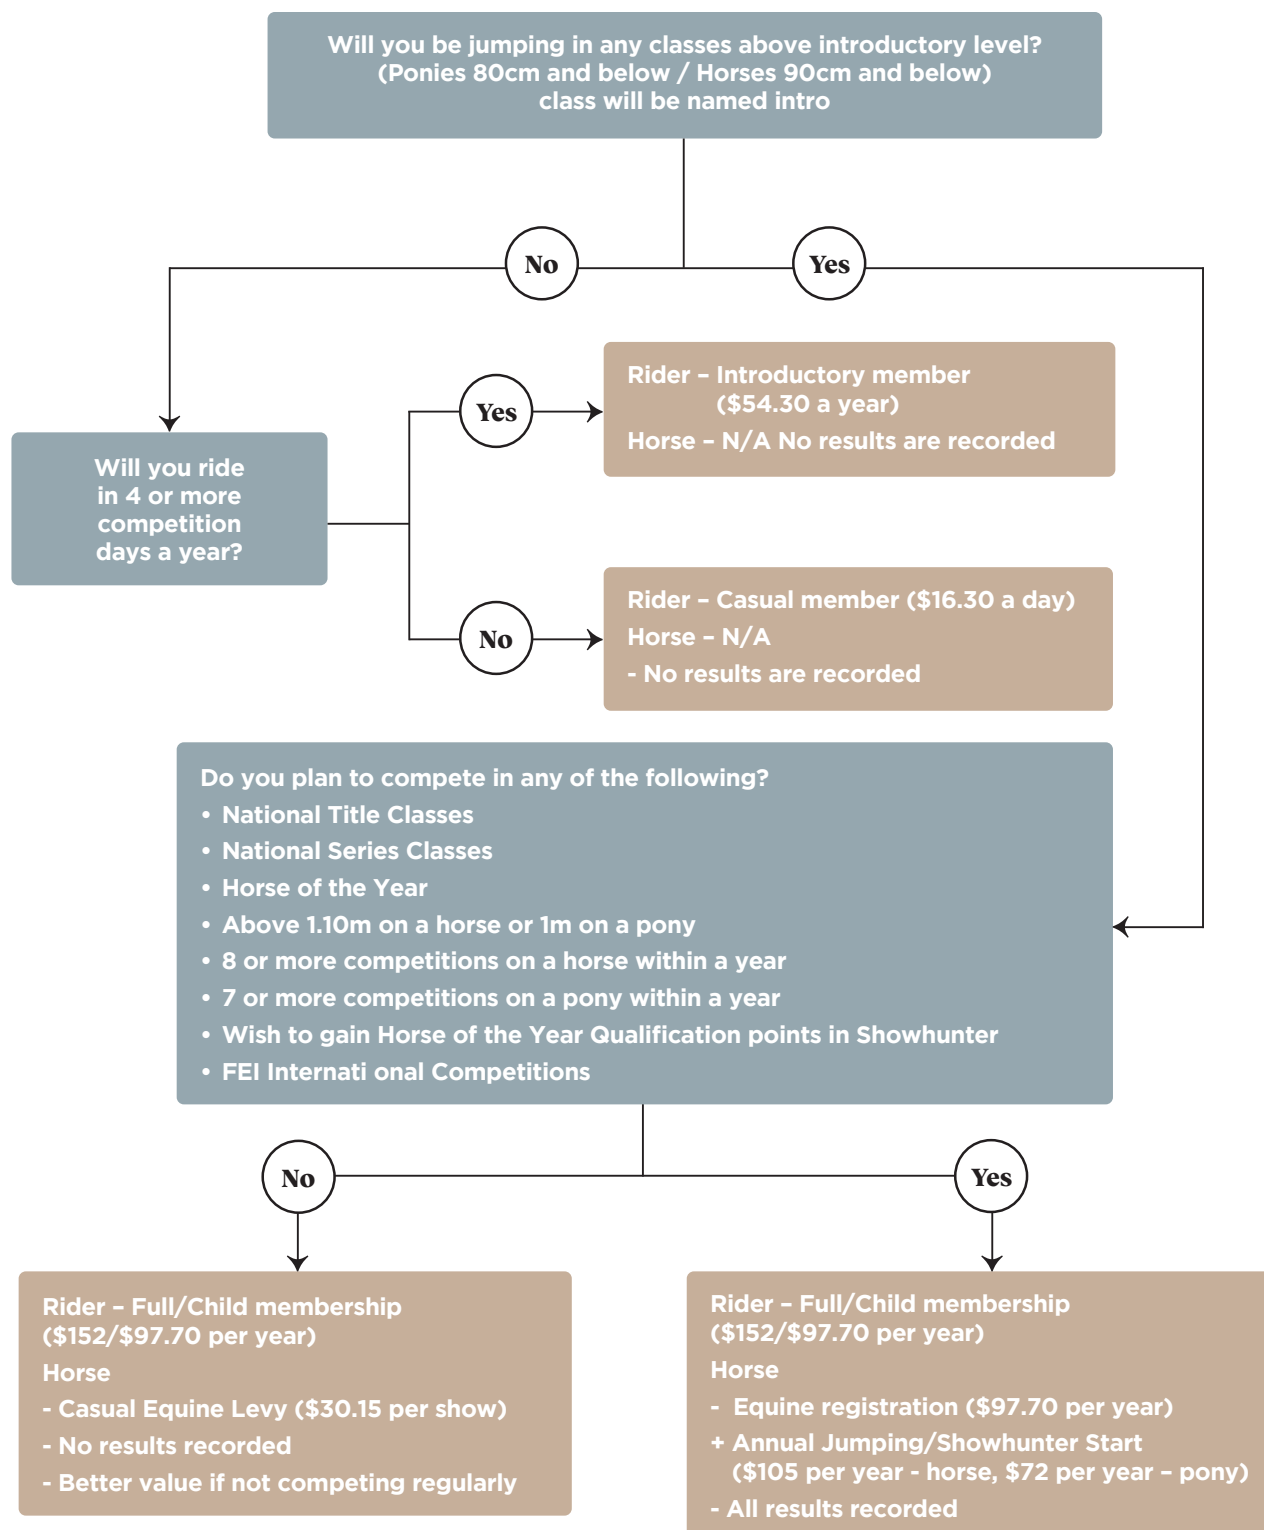 Will you be jumping in any classes above introductory level?
(Ponies 80cm and below / Horses 90cm and below)
class will be named intro
No
Yes
Yes
Rider – Introductory member
($54.30 a year)
Horse – N/A No results are recorded
Will you ride
in 4 or more
competition
days a year?
No
Rider – Casual member ($16.30 a day)
Horse – N/A
- No results are recorded
Do you plan to compete in any of the following?
• National Title Classes
• National Series Classes
• Horse of the Year
• Above 1.10m on a horse or 1m on a pony
• 8 or more competitions on a horse within a year
• 7 or more competitions on a pony within a year
• Wish to gain Horse of the Year Qualification points in Showhunter
• FEI Internati onal Competitions
No
Yes
Rider – Full/Child membership
($152/$97.70 per year)
Horse
- Casual Equine Levy ($30.15 per show)
- No results recorded
- Better value if not competing regularly
Rider – Full/Child membership
($152/$97.70 per year)
Horse
- Equine registration ($97.70 per year)
+ Annual Jumping/Showhunter Start
($105 per year - horse, $72 per year – pony)
- All results recorded